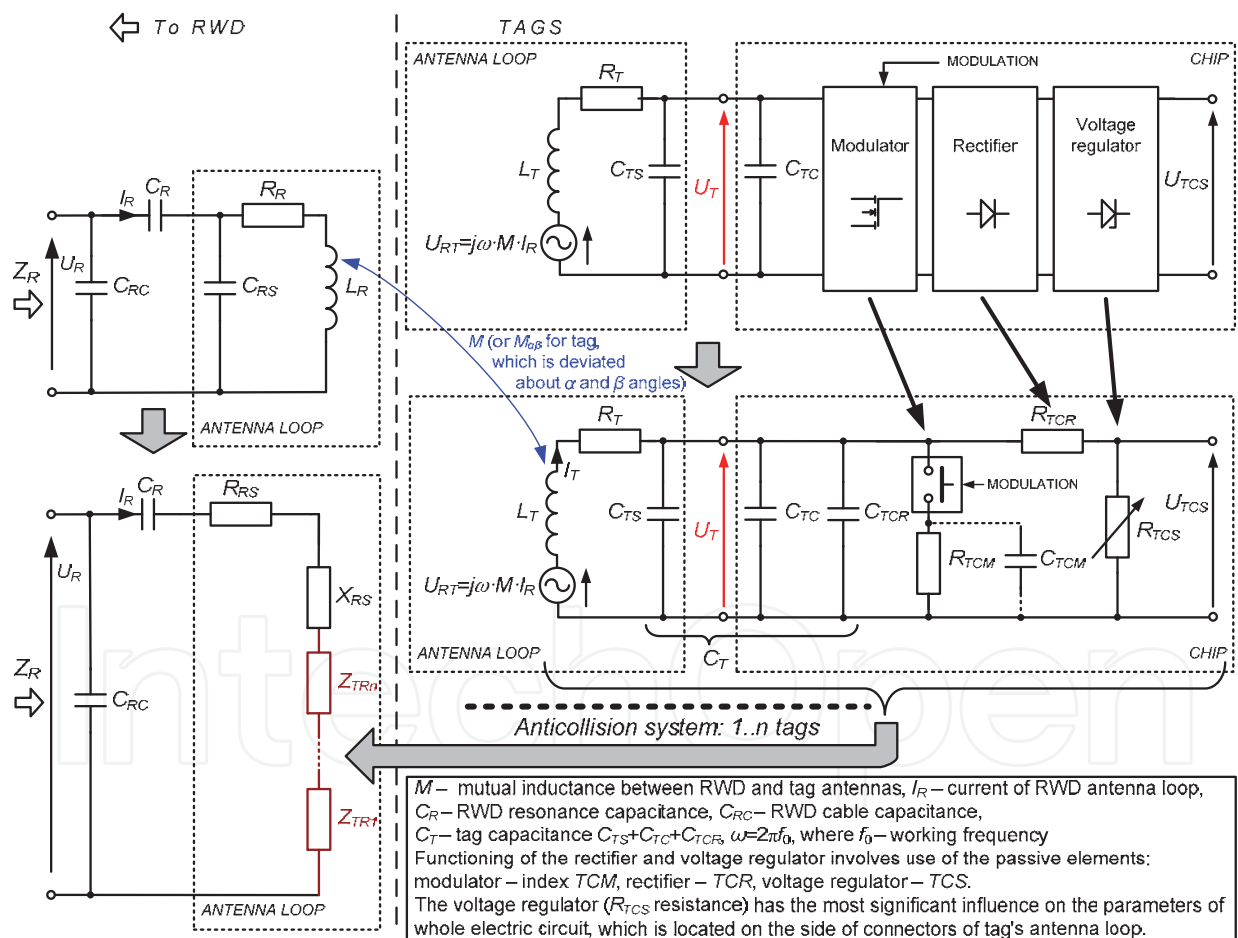 To RWD
TAGS
ANTENNA LOOP
R_T
L_T
C_TS
U_RT=jω·M·I_R
U_T
MODULATION
CHIP
C_TC
Modulator
Rectifier
Voltage
regulator
U_TCS
I_R
C_R
R_R
Z_R
U_R
C_RC
C_RS
L_R
ANTENNA LOOP
M (or M_αβ for tag,
which is deviated
about α and β angles)
R_T
I_T
L_T
C_TS
U_RT=jω·M·I_R
U_T
C_TC
C_TCR
MODULATION
R_TCM
C_TCM
R_TCR
R_TCS
U_TCS
ANTENNA LOOP
C_T
CHIP
I_R
C_R
R_RS
U_R
X_RS
Z_R
C_RC
Z_TRn
Z_TR1
ANTENNA LOOP
Anticollision system: 1..n tags
IntechOpen
M – mutual inductance between RWD and tag antennas, I_R – current of RWD antenna loop,
C_R – RWD resonance capacitance, C_RC – RWD cable capacitance,
C_T – tag capacitance C_TS+C_TC+C_TCR, ω=2πf_0, where f_0 – working frequency
Functioning of the rectifier and voltage regulator involves use of the passive elements:
modulator – index TCM, rectifier – TCR, voltage regulator – TCS.
The voltage regulator (R_TCS resistance) has the most significant influence on the parameters of
whole electric circuit, which is located on the side of connectors of tag's antenna loop.